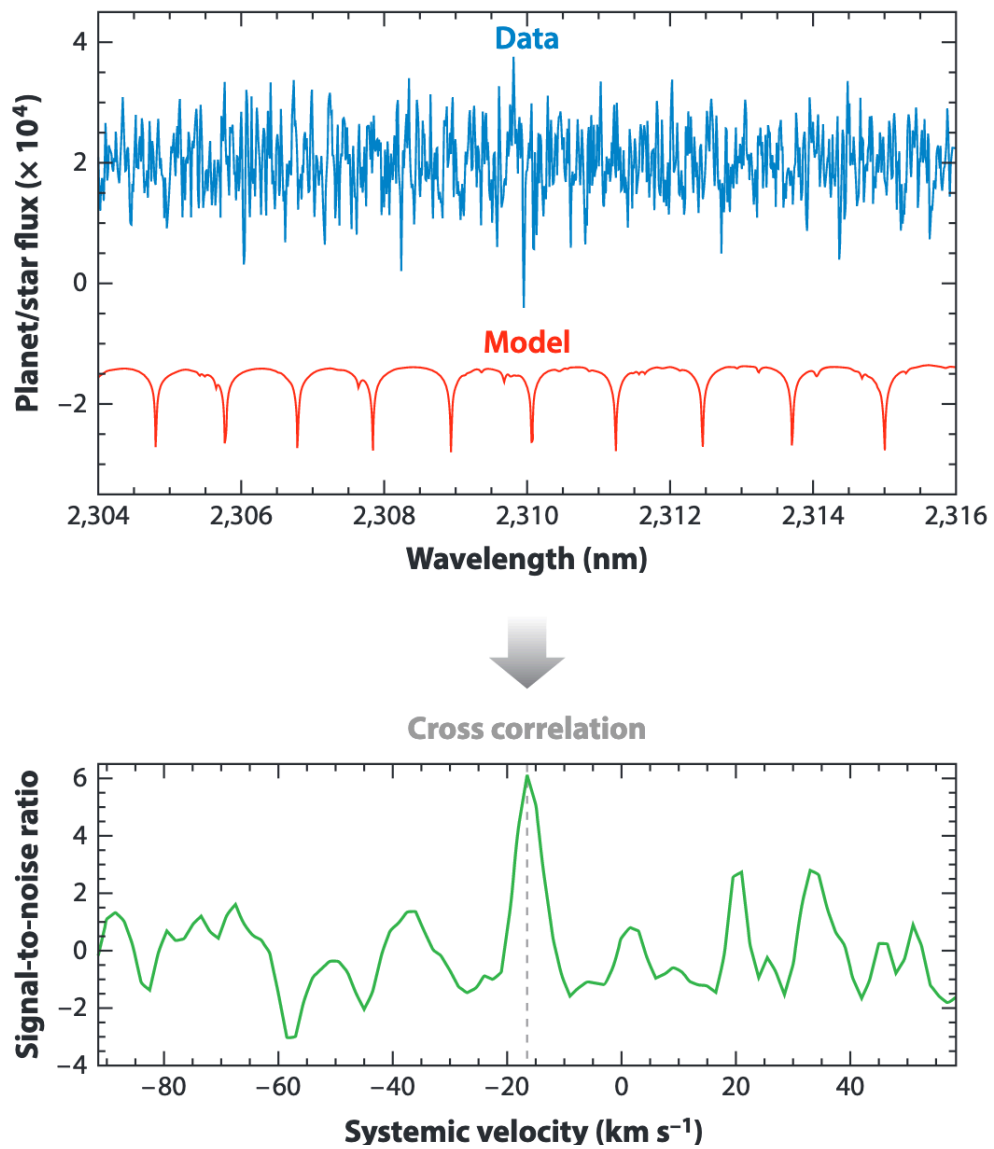 Data
Planet/star flux (× 10⁴)
4
2
0
−2
Model
2,304 2,306 2,308 2,310 2,312 2,314 2,316
Wavelength (nm)
Cross correlation
Signal-to-noise ratio
6
4
2
0
−2
−4
−80 −60 −40 −20 0 20 40
Systemic velocity (km s⁻¹)